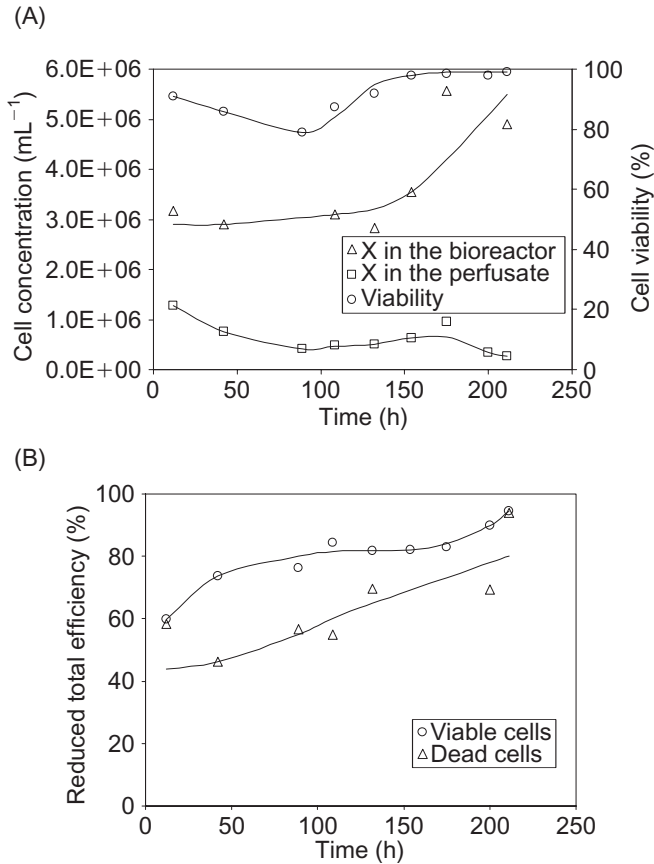 (A)
6.0E+06
5.0E+06
4.0E+06
3.0E+06
2.0E+06
1.0E+06
0.0E+06
Cell concentration (mL⁻¹)
100
80
60
40
20
0
Cell viability (%)
X in the bioreactor
X in the perfusate
Viability
0 50 100 150 200 250
Time (h)
(B)
100
80
60
40
20
0
Reduced total efficiency (%)
Viable cells
Dead cells
0 50 100 150 200 250
Time (h)